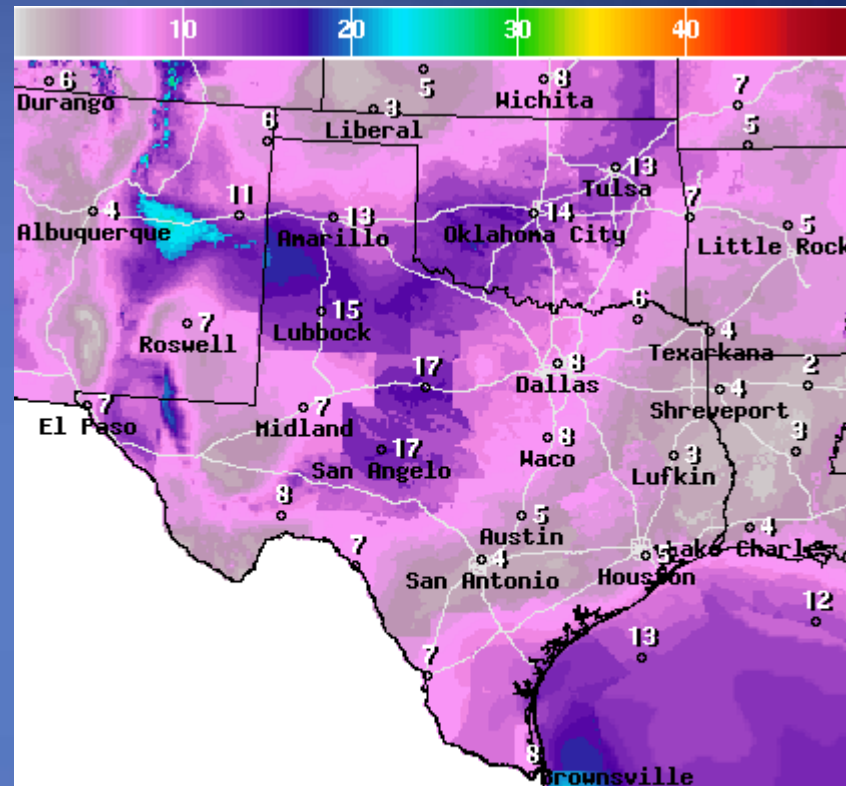 10 20 30 40
6
Durango
5
8
Wichita
3
Liberal
7
5
6
13
Tulsa
4
Albuquerque
11
13
Amarillo
14
Oklahoma City
7
5
Little Rock
7
Roswell
15
Lubbock
6
4
Texarkana
8
Dallas
17
4
Shreveport
2
7
El Paso
7
Midland
17
San Angelo
8
Waco
3
Lufkin
3
8
5
Austin
4
Lake Charl
7
4
San Antonio
5
Houston
12
13
7
8
Brownsville